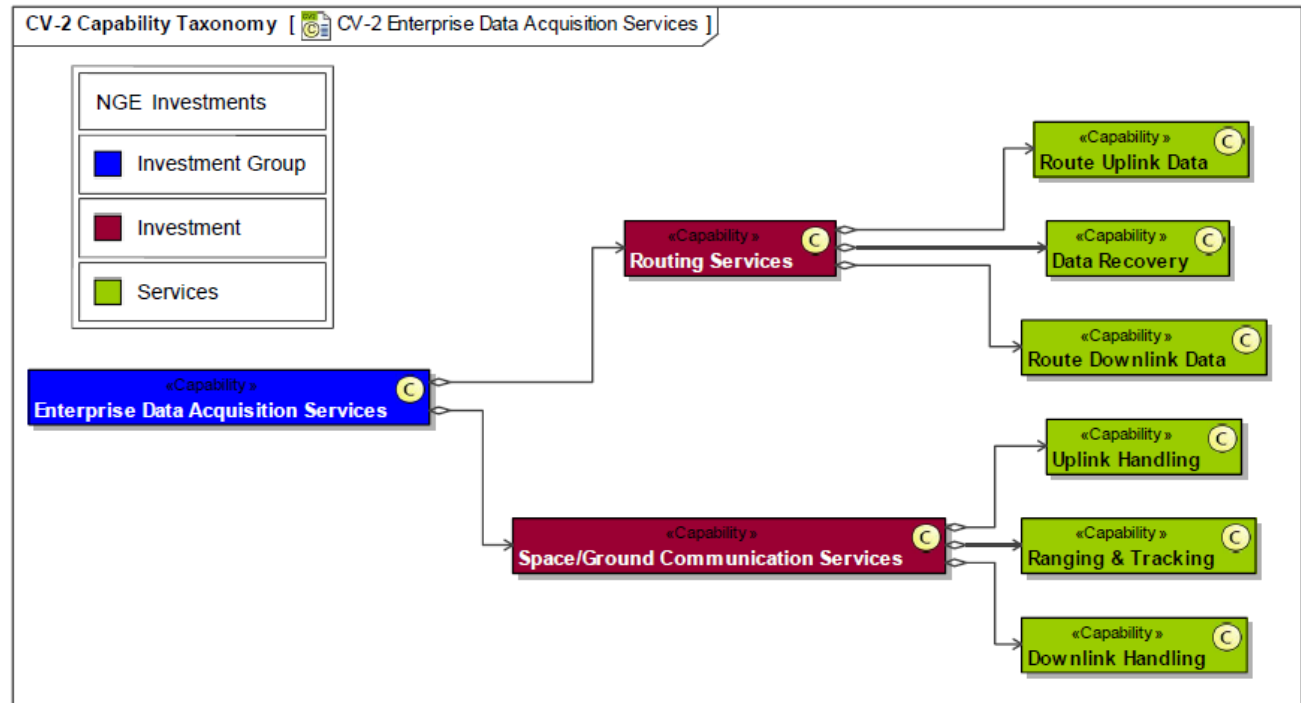 CV-2 Capability Taxonomy [ CV-2 Enterprise Data Acquisition Services ]
NGE Investments
Investment Group
Investment
Services
«Capability»
C
Enterprise Data Acquisition Services
«Capability»
C
Routing Services
«Capability»
C
Route Uplink Data
«Capability»
C
Data Recovery
«Capability»
C
Route Downlink Data
«Capability»
C
Space/Ground Communication Services
«Capability»
C
Uplink Handling
«Capability»
C
Ranging & Tracking
«Capability»
C
Downlink Handling